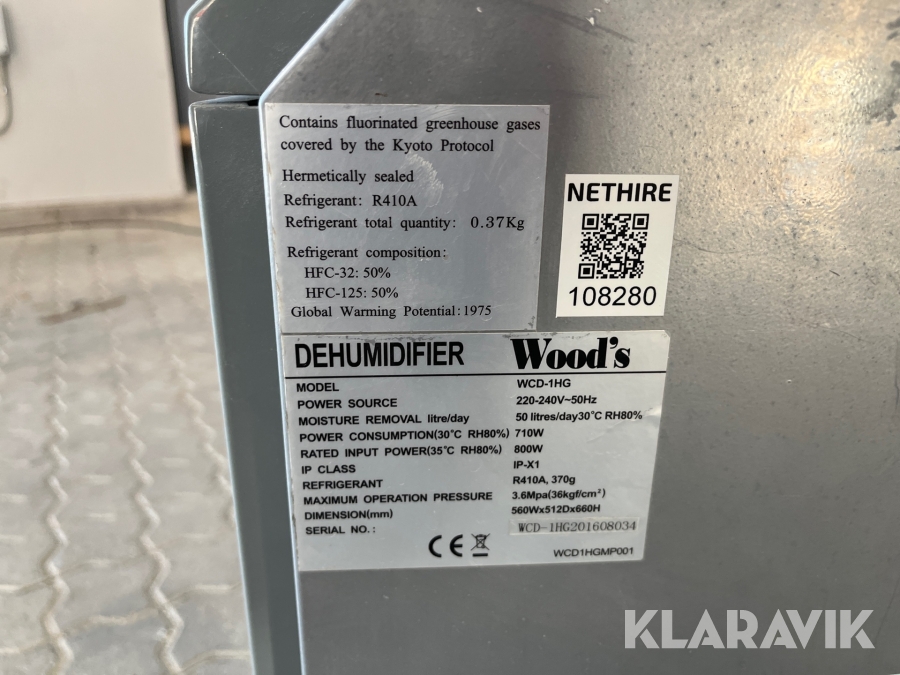 Contains fluorinated greenhouse gases
covered by the Kyoto Protocol
Hermetically sealed
Refrigerant: R410A
Refrigerant total quantity: 0.37Kg
Refrigerant composition:
HFC-32: 50%
HFC-125: 50%
Global Warming Potential:1975
NETHIRE
108280
DEHUMIDIFIER Wood's
MODEL WCD-1HG
POWER SOURCE 220-240V~50Hz
MOISTURE REMOVAL litre/day 50 litres/day30°C RH80%
POWER CONSUMPTION(30°C RH80%) 710W
RATED INPUT POWER(35°C RH80%) 800W
IP CLASS IP-X1
REFRIGERANT R410A, 370g
MAXIMUM OPERATION PRESSURE 3.6Mpa(36kgf/cm²)
DIMENSION(mm) 560Wx512Dx660H
SERIAL NO.: WCD-1HG201608034
CE
WCD1HGMP001
KLARAVIK